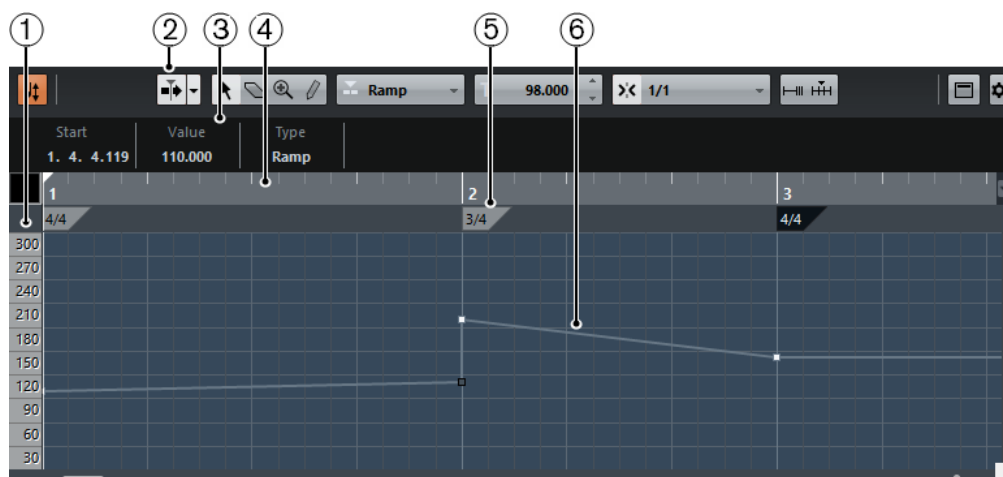 ① ② ③ ④ ⑤ ⑥
Ramp 98.000 1/1
Start Value Type
1. 4. 4.119 110.000 Ramp
1 2 3
4/4 3/4 4/4
300
270
240
210
180
150
120
90
60
30